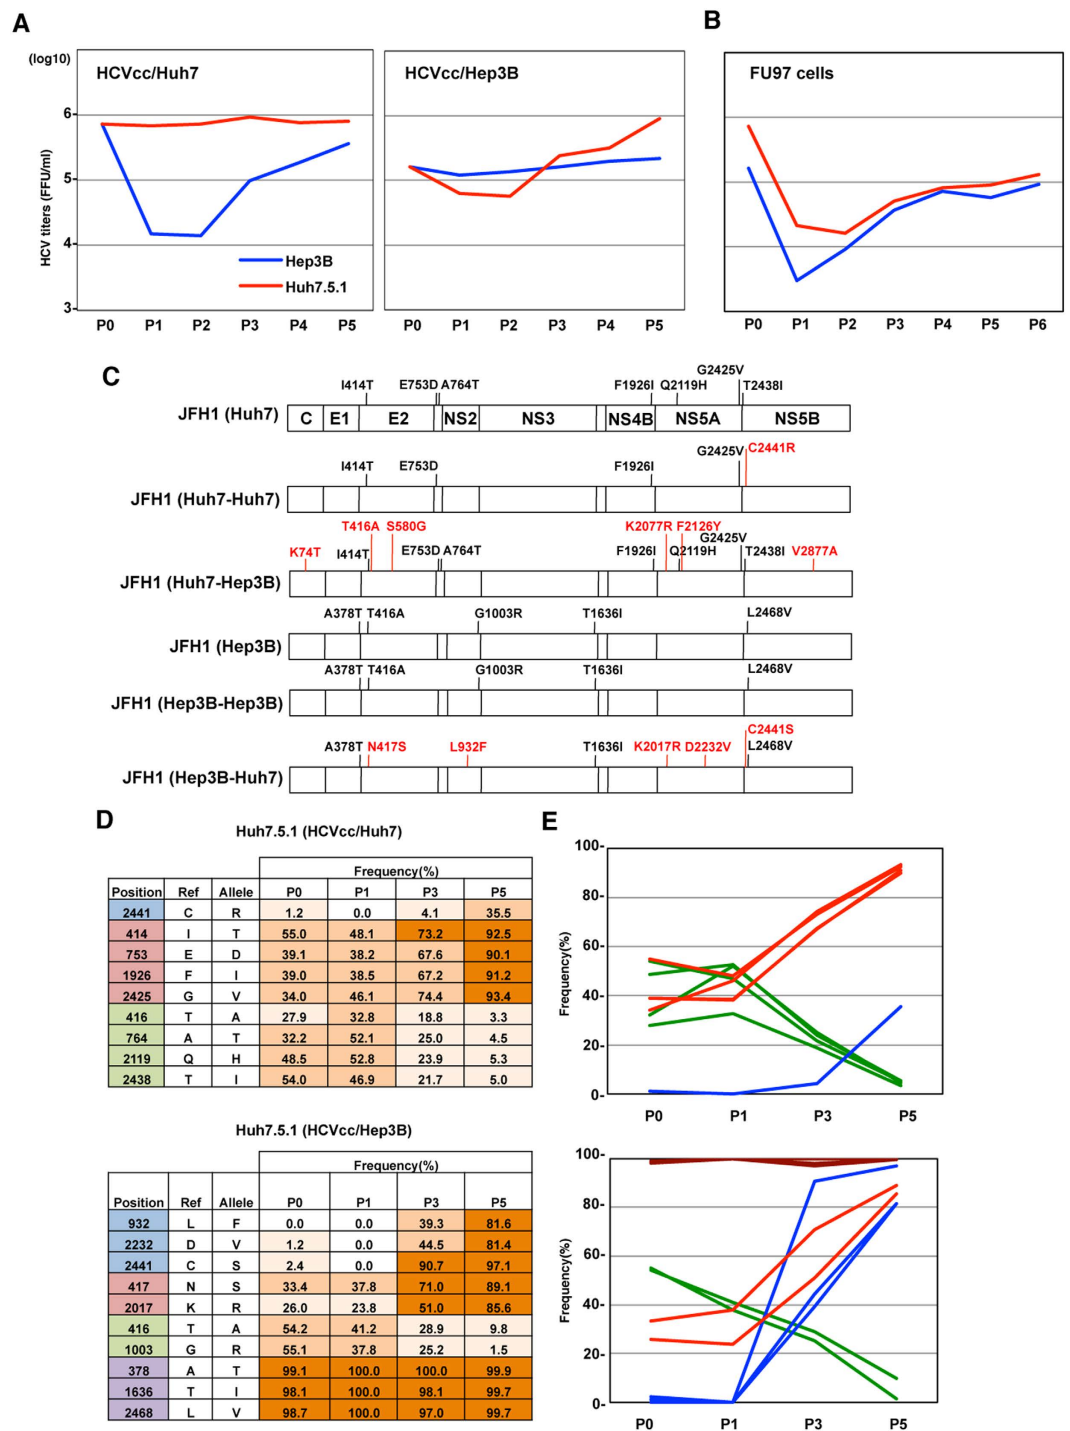 A
B
(log10)
HCVcc/Huh7
HCVcc/Hep3B
FU97 cells
6
5
4
3
HCV titers (FFU/ml)
Hep3B
Huh7.5.1
P0 P1 P2 P3 P4 P5
P0 P1 P2 P3 P4 P5
P0 P1 P2 P3 P4 P5 P6
C
I414T E753D A764T F1926I Q2119H G2425V T2438I
JFH1 (Huh7)
C E1 E2 NS2 NS3 NS4B NS5A NS5B
I414T E753D F1926I G2425V C2441R
JFH1 (Huh7-Huh7)
T416A S580G K2077R F2126Y
K74T I414T E753D A764T F1926I Q2119H G2425V T2438I V2877A
JFH1 (Huh7-Hep3B)
A378T T416A G1003R T1636I L2468V
JFH1 (Hep3B)
A378T T416A G1003R T1636I L2468V
JFH1 (Hep3B-Hep3B)
C2441S
A378T N417S L932F T1636I K2017R D2232V L2468V
JFH1 (Hep3B-Huh7)
D
Huh7.5.1 (HCVcc/Huh7)
Frequency(%)
Position Ref Allele P0 P1 P3 P5
2441 C R 1.2 0.0 4.1 35.5
414 I T 55.0 48.1 73.2 92.5
753 E D 39.1 38.2 67.6 90.1
1926 F I 39.0 38.5 67.2 91.2
2425 G V 34.0 46.1 74.4 93.4
416 T A 27.9 32.8 18.8 3.3
764 A T 32.2 52.1 25.0 4.5
2119 Q H 48.5 52.8 23.9 5.3
2438 T I 54.0 46.9 21.7 5.0
Huh7.5.1 (HCVcc/Hep3B)
Frequency(%)
Position Ref Allele P0 P1 P3 P5
932 L F 0.0 0.0 39.3 81.6
2232 D V 1.2 0.0 44.5 81.4
2441 C S 2.4 0.0 90.7 97.1
417 N S 33.4 37.8 71.0 89.1
2017 K R 26.0 23.8 51.0 85.6
416 T A 54.2 41.2 28.9 9.8
1003 G R 55.1 37.8 25.2 1.5
378 A T 99.1 100.0 100.0 99.9
1636 T I 98.1 100.0 98.1 99.7
2468 L V 98.7 100.0 97.0 99.7
E
100-
80-
60-
40-
20-
0-
Frequency(%)
P0 P1 P3 P5
100-
80-
60-
40-
20-
0-
Frequency(%)
P0 P1 P3 P5